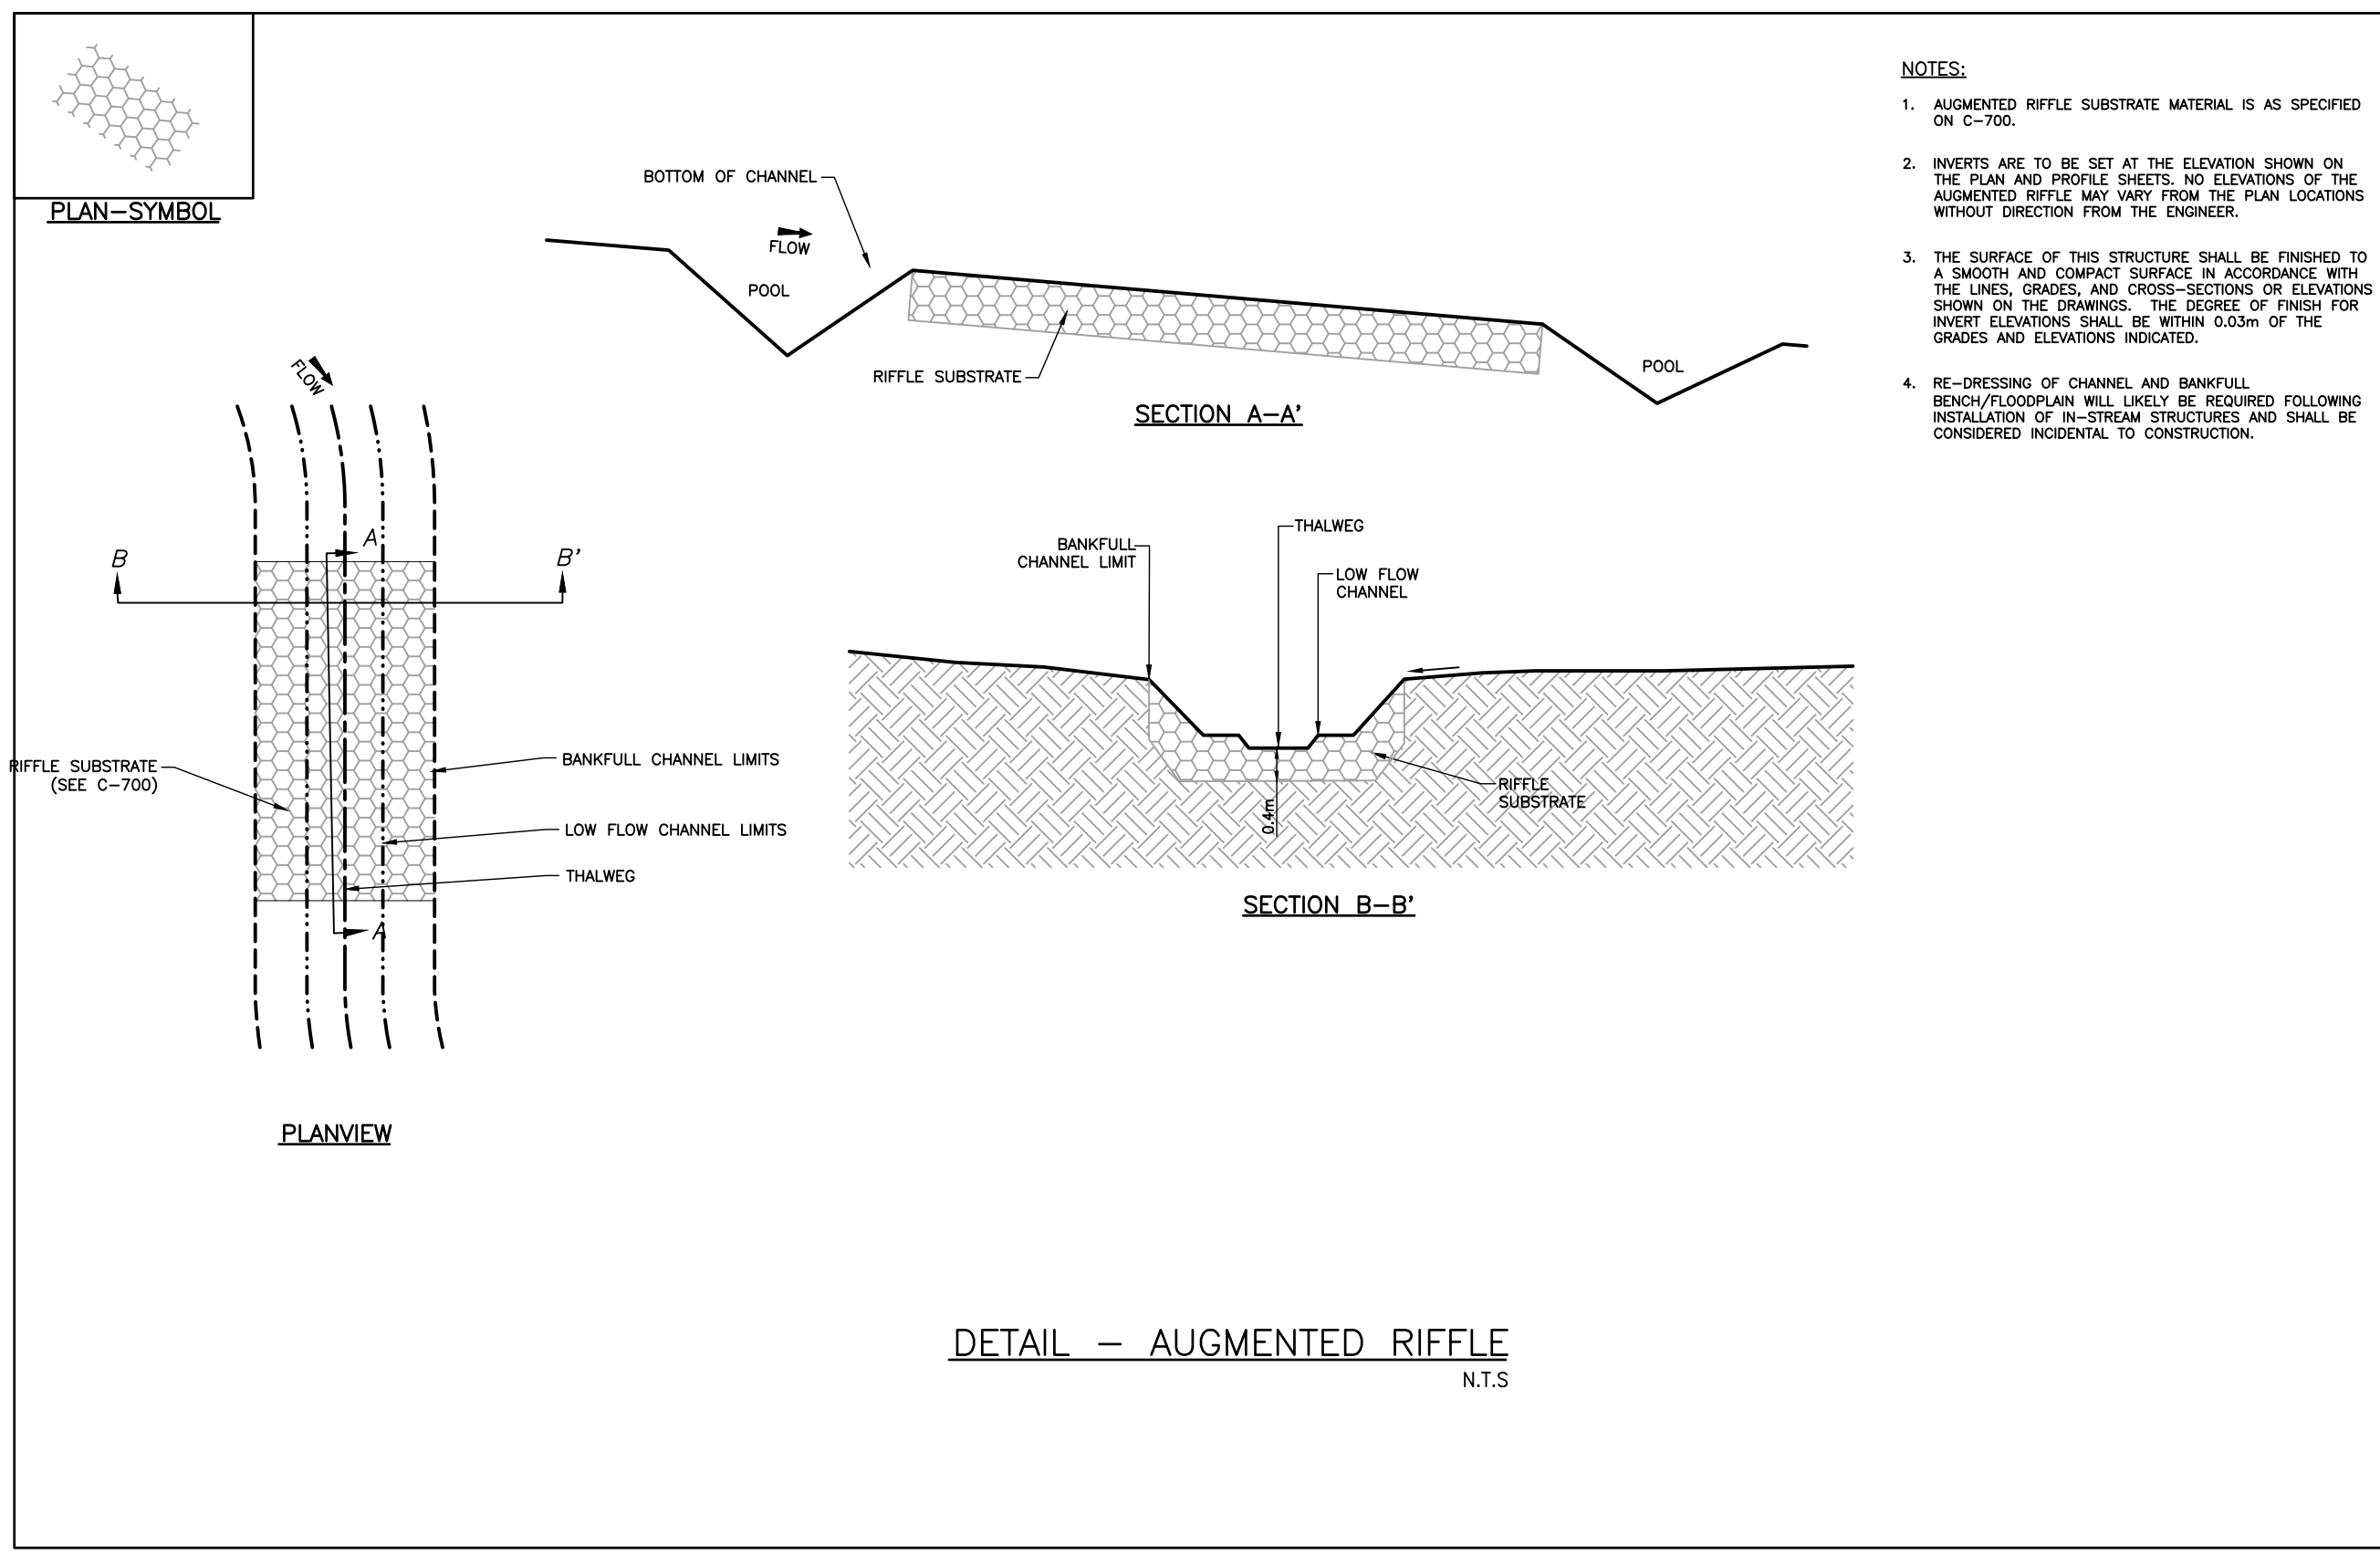 PLAN-SYMBOL
NOTES:
1. AUGMENTED RIFFLE SUBSTRATE MATERIAL IS AS SPECIFIED
ON C-700.
2. INVERTS ARE TO BE SET AT THE ELEVATION SHOWN ON
THE PLAN AND PROFILE SHEETS. NO ELEVATIONS OF THE
AUGMENTED RIFFLE MAY VARY FROM THE PLAN LOCATIONS
WITHOUT DIRECTION FROM THE ENGINEER.
3. THE SURFACE OF THIS STRUCTURE SHALL BE FINISHED TO
A SMOOTH AND COMPACT SURFACE IN ACCORDANCE WITH
THE LINES, GRADES, AND CROSS-SECTIONS OR ELEVATIONS
SHOWN ON THE DRAWINGS. THE DEGREE OF FINISH FOR
INVERT ELEVATIONS SHALL BE WITHIN 0.03m OF THE
GRADES AND ELEVATIONS INDICATED.
4. RE-DRESSING OF CHANNEL AND BANKFULL
BENCH/FLOODPLAIN WILL LIKELY BE REQUIRED FOLLOWING
INSTALLATION OF IN-STREAM STRUCTURES AND SHALL BE
CONSIDERED INCIDENTAL TO CONSTRUCTION.
BOTTOM OF CHANNEL
FLOW
POOL
RIFFLE SUBSTRATE
POOL
SECTION A-A'
FLOW
A
B
B'
RIFFLE SUBSTRATE
(SEE C-700)
BANKFULL CHANNEL LIMITS
LOW FLOW CHANNEL LIMITS
THALWEG
A
PLANVIEW
THALWEG
BANKFULL
CHANNEL LIMIT
LOW FLOW
CHANNEL
RIFFLE
SUBSTRATE
0.4m
SECTION B-B'
DETAIL - AUGMENTED RIFFLE
N.T.S